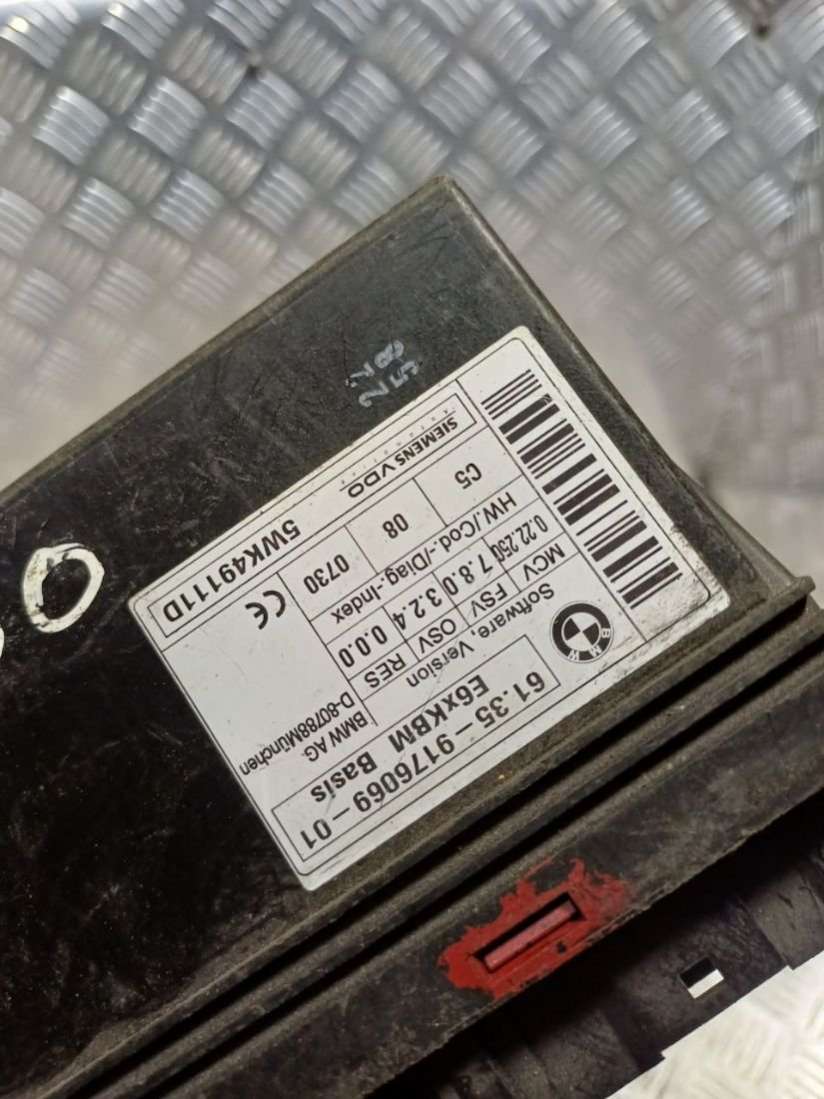 61.35-9176069-01
E6xKBM Basis
BMW
BMW AG
D-80788München
Software, Version
MCV FSV OSV RES
0.22.250 7.8.0 3.2.4 0.0.0
HW./Cod.-/Diag.-Index
C5 08 0730
CE
SIEMENS VDO
5WK49111D
O